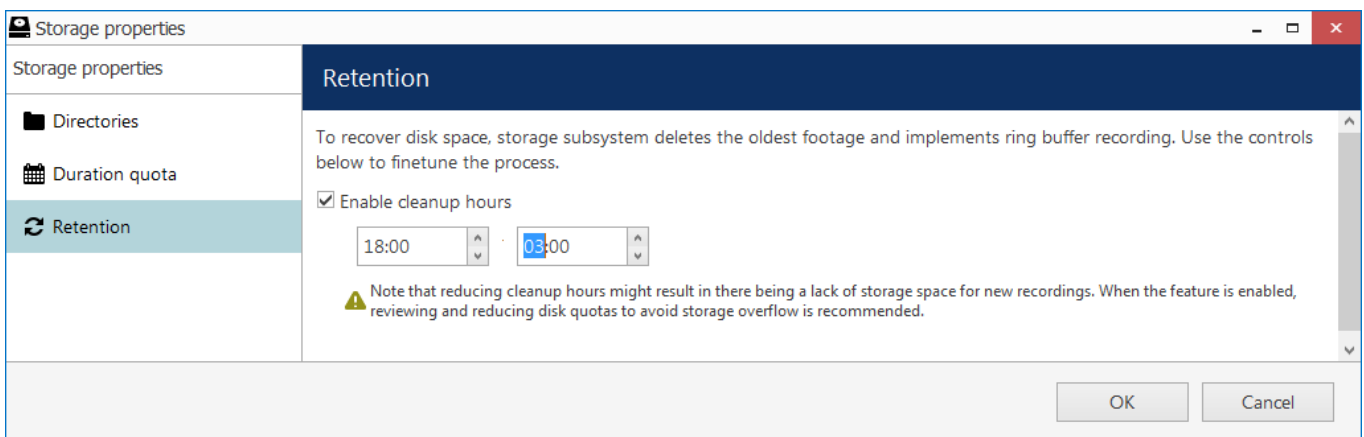 Storage properties
Storage properties
Directories
Duration quota
Retention
Retention
To recover disk space, storage subsystem deletes the oldest footage and implements ring buffer recording. Use the controls
below to finetune the process.
Enable cleanup hours
18:00 03:00
Note that reducing cleanup hours might result in there being a lack of storage space for new recordings. When the feature is enabled,
reviewing and reducing disk quotas to avoid storage overflow is recommended.
OK Cancel